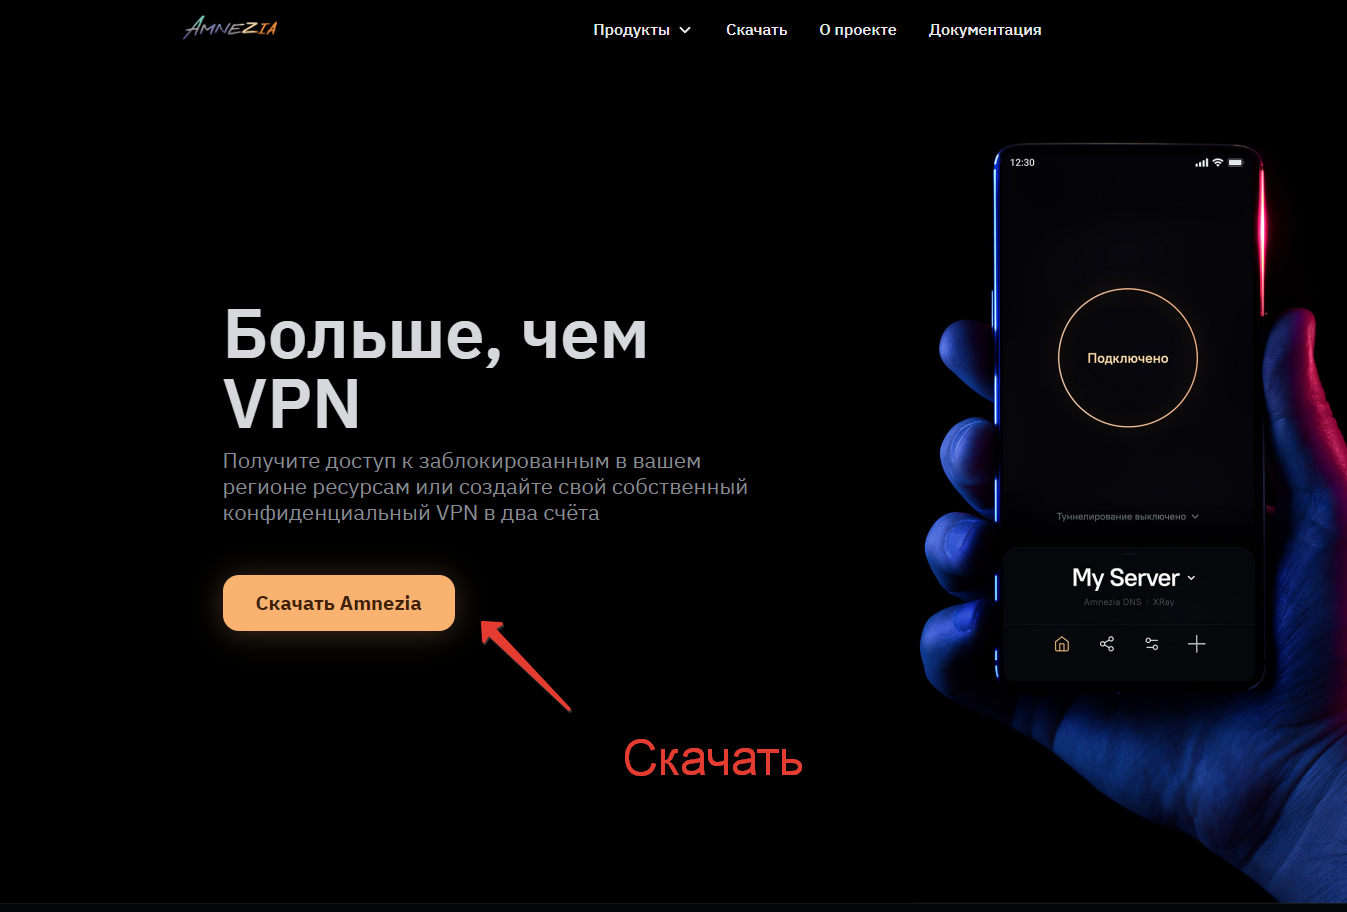 AMNEZIA
Продукты
Скачать
О проекте
Документация
12:30
Больше, чем
VPN
Получите доступ к заблокированным в вашем
регионе ресурсам или создайте свой собственный
конфиденциальный VPN в два счёта
Скачать Amnezia
Скачать
Подключено
Туннелирование выключено
My Server
Amnezia DNS | XRay